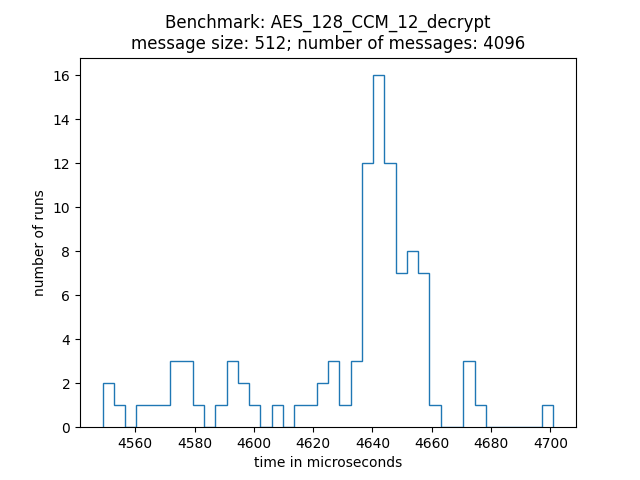 Benchmark: AES_128_CCM_12_decrypt
message size: 512; number of messages: 4096
16
14
12
10
8
6
4
2
0
number of runs
4560 4580 4600 4620 4640 4660 4680 4700
time in microseconds